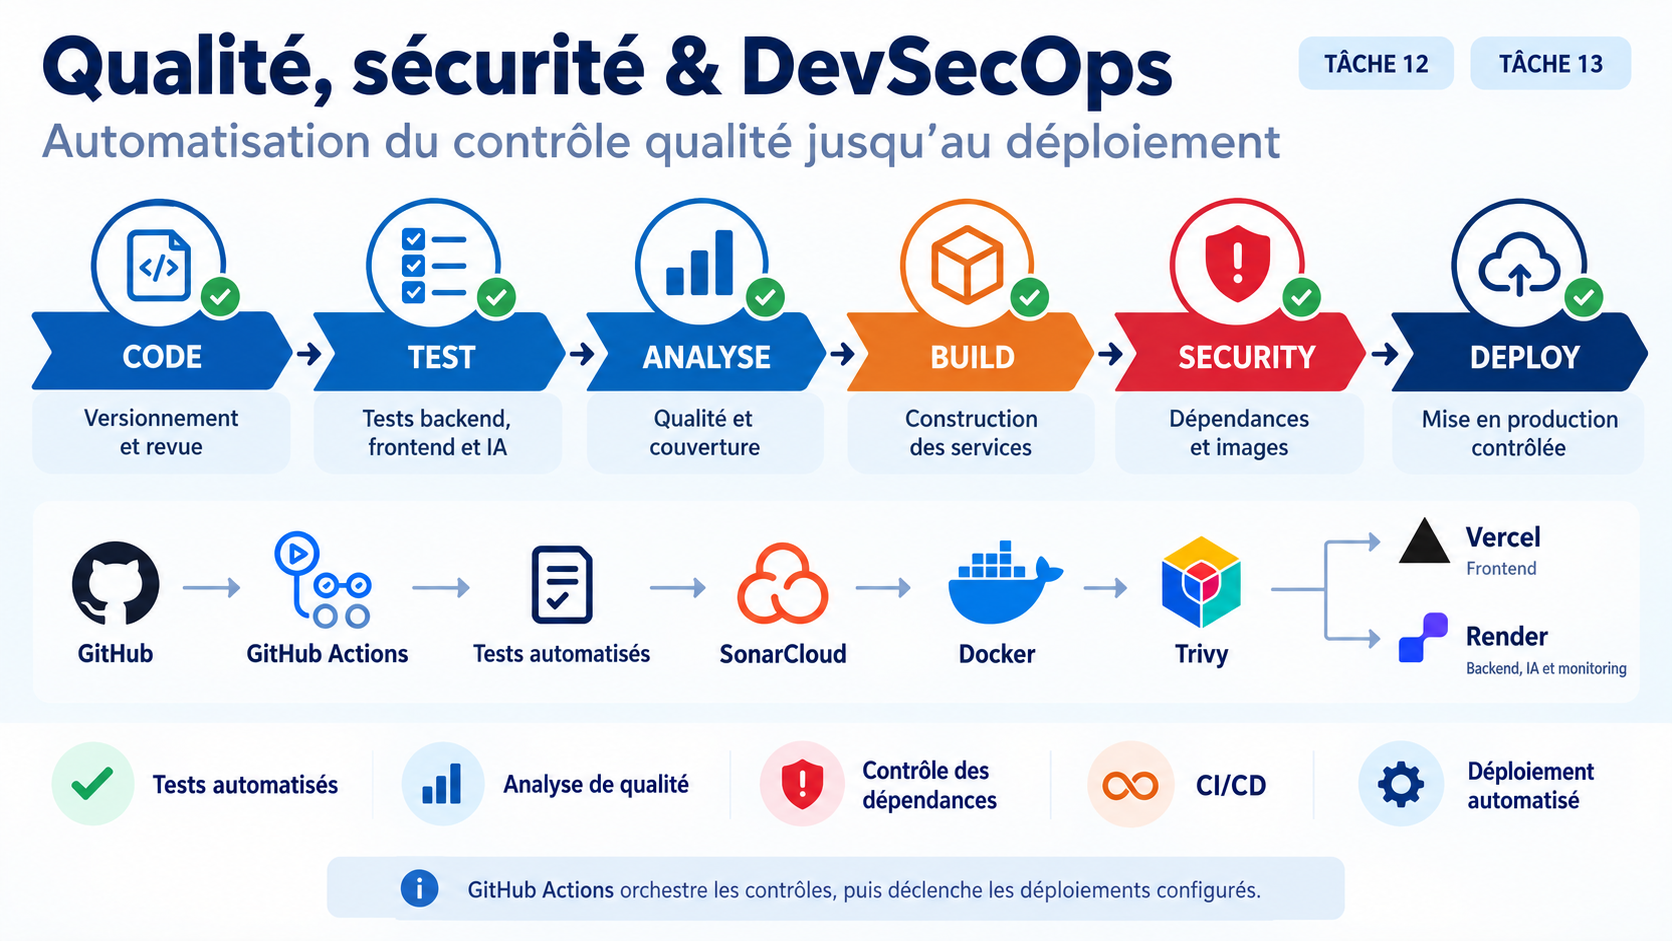 Qualité, sécurité & DevSecOps
TÂCHE 12
TÂCHE 13
Automatisation du contrôle qualité jusqu’au déploiement
CODE
TEST
ANALYSE
BUILD
SECURITY
DEPLOY
Versionnement
et revue
Tests backend,
frontend et IA
Qualité et
couverture
Construction
des services
Dépendances
et images
Mise en production
contrôlée
GitHub
GitHub Actions
Tests automatisés
SonarCloud
Docker
Trivy
Vercel
Frontend
Render
Backend, IA et monitoring
Tests automatisés
Analyse de qualité
Contrôle des
dépendances
CI/CD
Déploiement
automatisé
GitHub Actions orchestre les contrôles, puis déclenche les déploiements configurés.